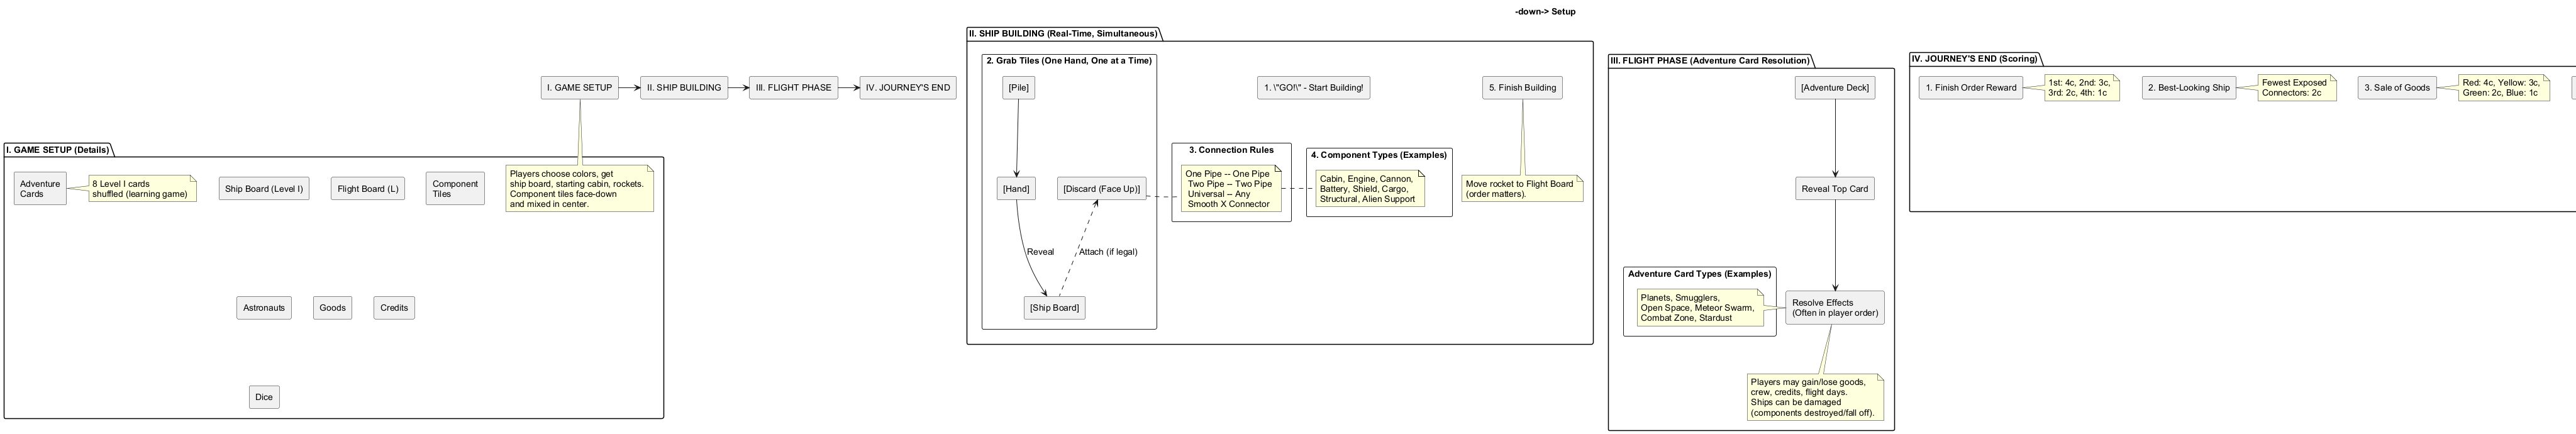 -down-> Setup
I. GAME SETUP
II. SHIP BUILDING
III. FLIGHT PHASE
IV. JOURNEY'S END
I. GAME SETUP (Details)
Adventure
Cards
8 Level I cards
shuffled (learning game)
Ship Board (Level I)
Flight Board (L)
Component
Tiles
Players choose colors, get
ship board, starting cabin, rockets.
Component tiles face-down
and mixed in center.
Astronauts
Goods
Credits
Dice
II. SHIP BUILDING (Real-Time, Simultaneous)
2. Grab Tiles (One Hand, One at a Time)
[Pile]
[Hand]
[Discard (Face Up)]
Reveal
Attach (if legal)
[Ship Board]
1. \"GO!\" - Start Building!
3. Connection Rules
One Pipe -- One Pipe
Two Pipe -- Two Pipe
Universal -- Any
Smooth X Connector
4. Component Types (Examples)
Cabin, Engine, Cannon,
Battery, Shield, Cargo,
Structural, Alien Support
5. Finish Building
Move rocket to Flight Board
(order matters).
III. FLIGHT PHASE (Adventure Card Resolution)
[Adventure Deck]
Reveal Top Card
Adventure Card Types (Examples)
Planets, Smugglers,
Open Space, Meteor Swarm,
Combat Zone, Stardust
Resolve Effects
(Often in player order)
Players may gain/lose goods,
crew, credits, flight days.
Ships can be damaged
(components destroyed/fall off).
IV. JOURNEY'S END (Scoring)
1. Finish Order Reward
1st: 4c, 2nd: 3c,
3rd: 2c, 4th: 1c
2. Best-Looking Ship
Fewest Exposed
Connectors: 2c
3. Sale of Goods
Red: 4c, Yellow: 3c,
Green: 2c, Blue: 1c